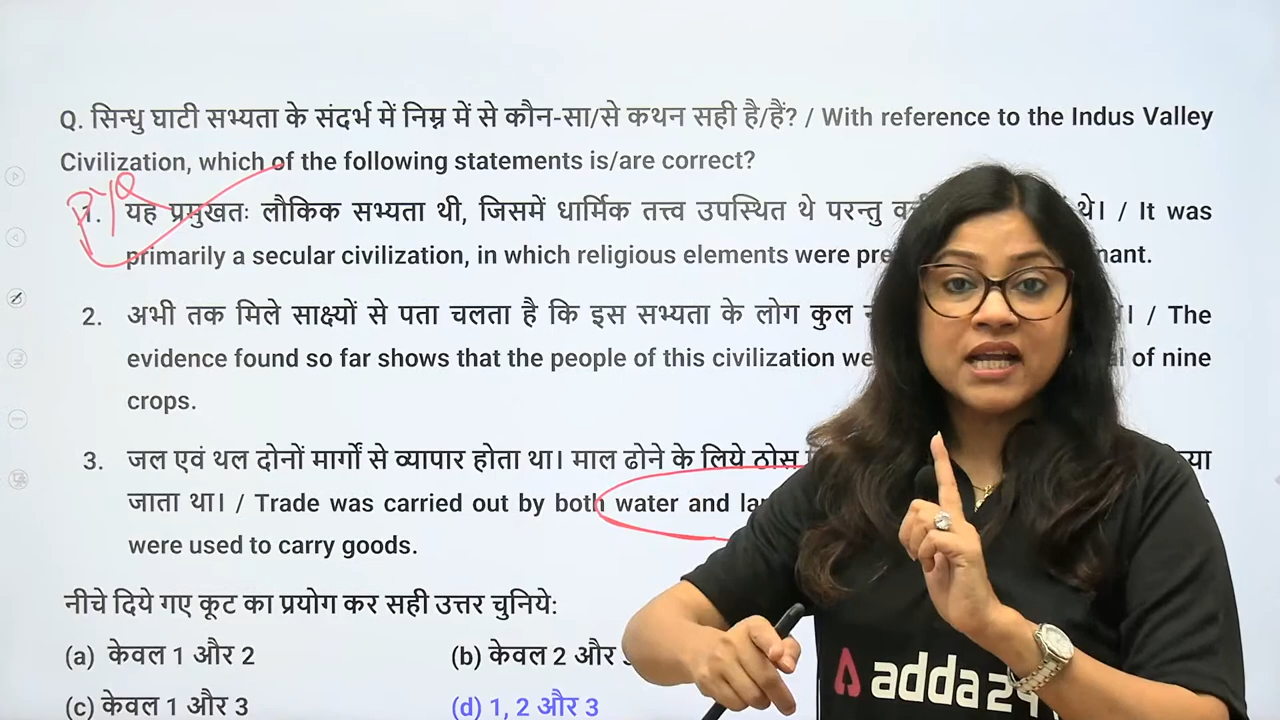 Q. सिन्धु घाटी सभ्यता के संदर्भ में निम्न में से कौन-सा/से कथन सही है/हैं? / With reference to the Indus Valley
Civilization, which of the following statements is/are correct?
PYQ
1. यह प्रमुखतः लौकिक सभ्यता थी, जिसमें धार्मिक तत्त्व उपस्थित थे परन्तु थे। / It was
primarily a secular civilization, in which religious elements were
2. अभी तक मिले साक्ष्यों से पता चलता है कि इस सभ्यता के लोग कुल / The
evidence found so far shows that the people of this civilization of nine
crops.
3. जल एवं थल दोनों मार्गों से व्यापार होता था। माल ढोने के लिये ठोस
जाता था। / Trade was carried out by both water and
were used to carry goods.
नीचे दिये गए कूट का प्रयोग कर सही उत्तर चुनिये:
(a) केवल 1 और 2 (b) केवल 2 और
(c) केवल 1 और 3 (d) 1, 2 और 3
adda24